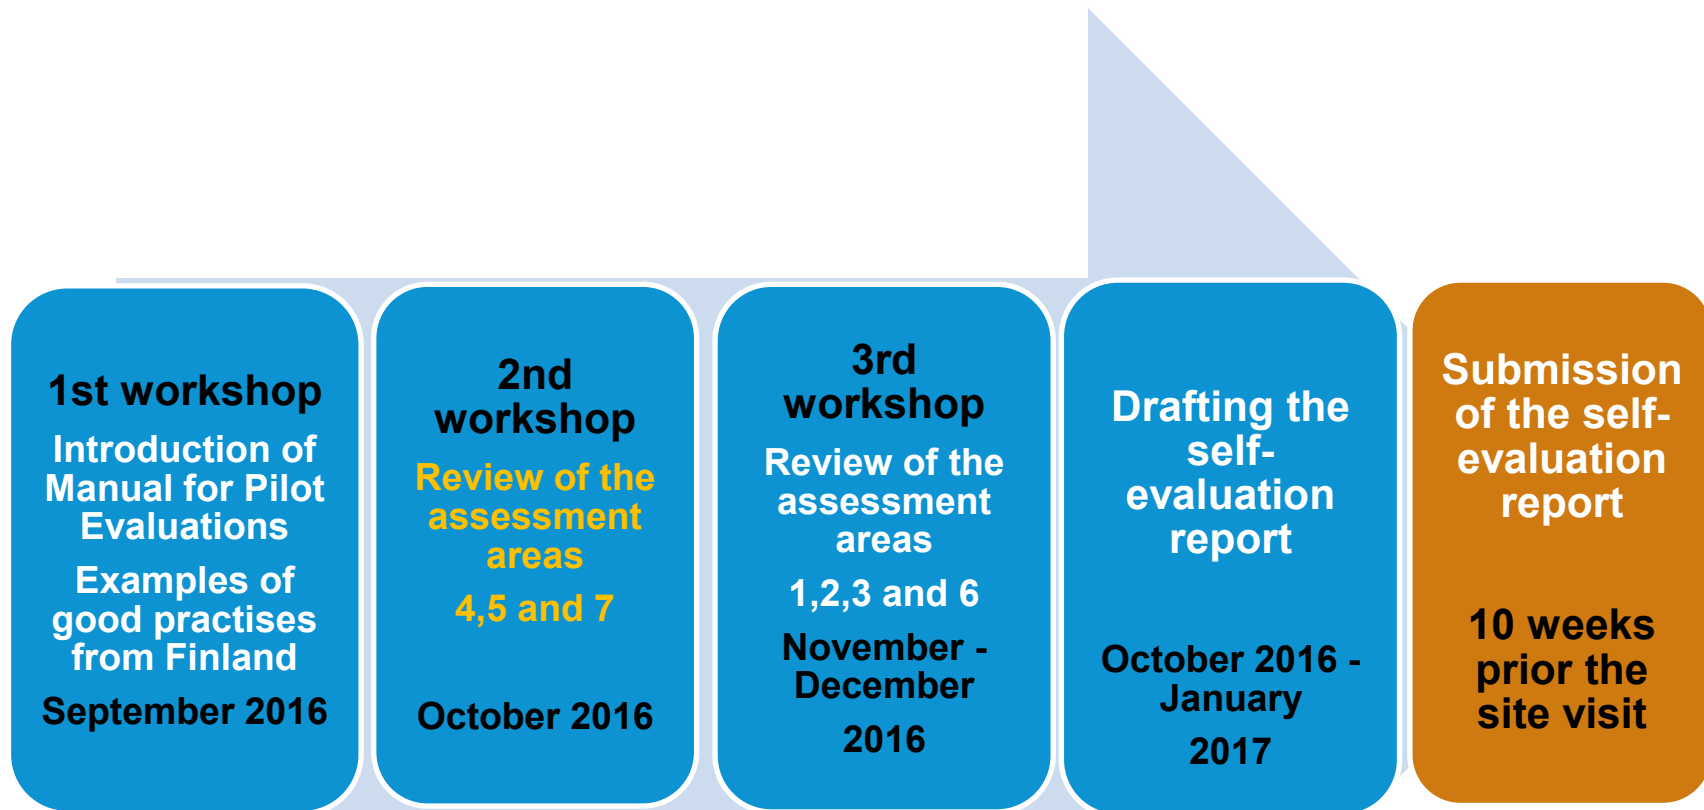 1st workshop
Introduction of
Manual for Pilot
Evaluations
Examples of
good practises
from Finland
September 2016
2nd
workshop
Review of the
assessment
areas
4,5 and 7
October 2016
3rd
workshop
Review of the
assessment
areas
1,2,3 and 6
November -
December
2016
Drafting the
self-
evaluation
report
October 2016 -
January
2017
Submission
of the self-
evaluation
report
10 weeks
prior the
site visit